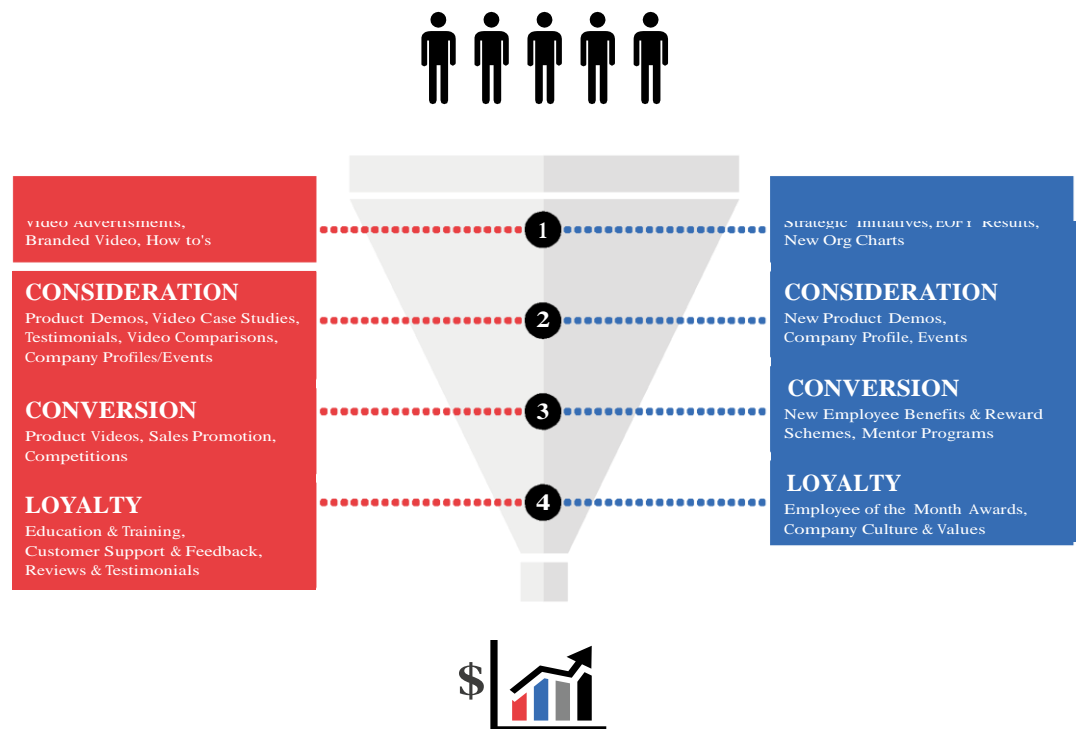 Video Advertisments,
Branded Video, How to's
CONSIDERATION
Product Demos, Video Case Studies,
Testimonials, Video Comparisons,
Company Profiles/Events
CONVERSION
Product Videos, Sales Promotion,
Competitions
LOYALTY
Education & Training,
Customer Support & Feedback,
Reviews & Testimonials
1
2
3
4
Strategic Initiatives, EOFY Results,
New Org Charts
CONSIDERATION
New Product Demos,
Company Profile, Events
CONVERSION
New Employee Benefits & Reward
Schemes, Mentor Programs
LOYALTY
Employee of the Month Awards,
Company Culture & Values
$